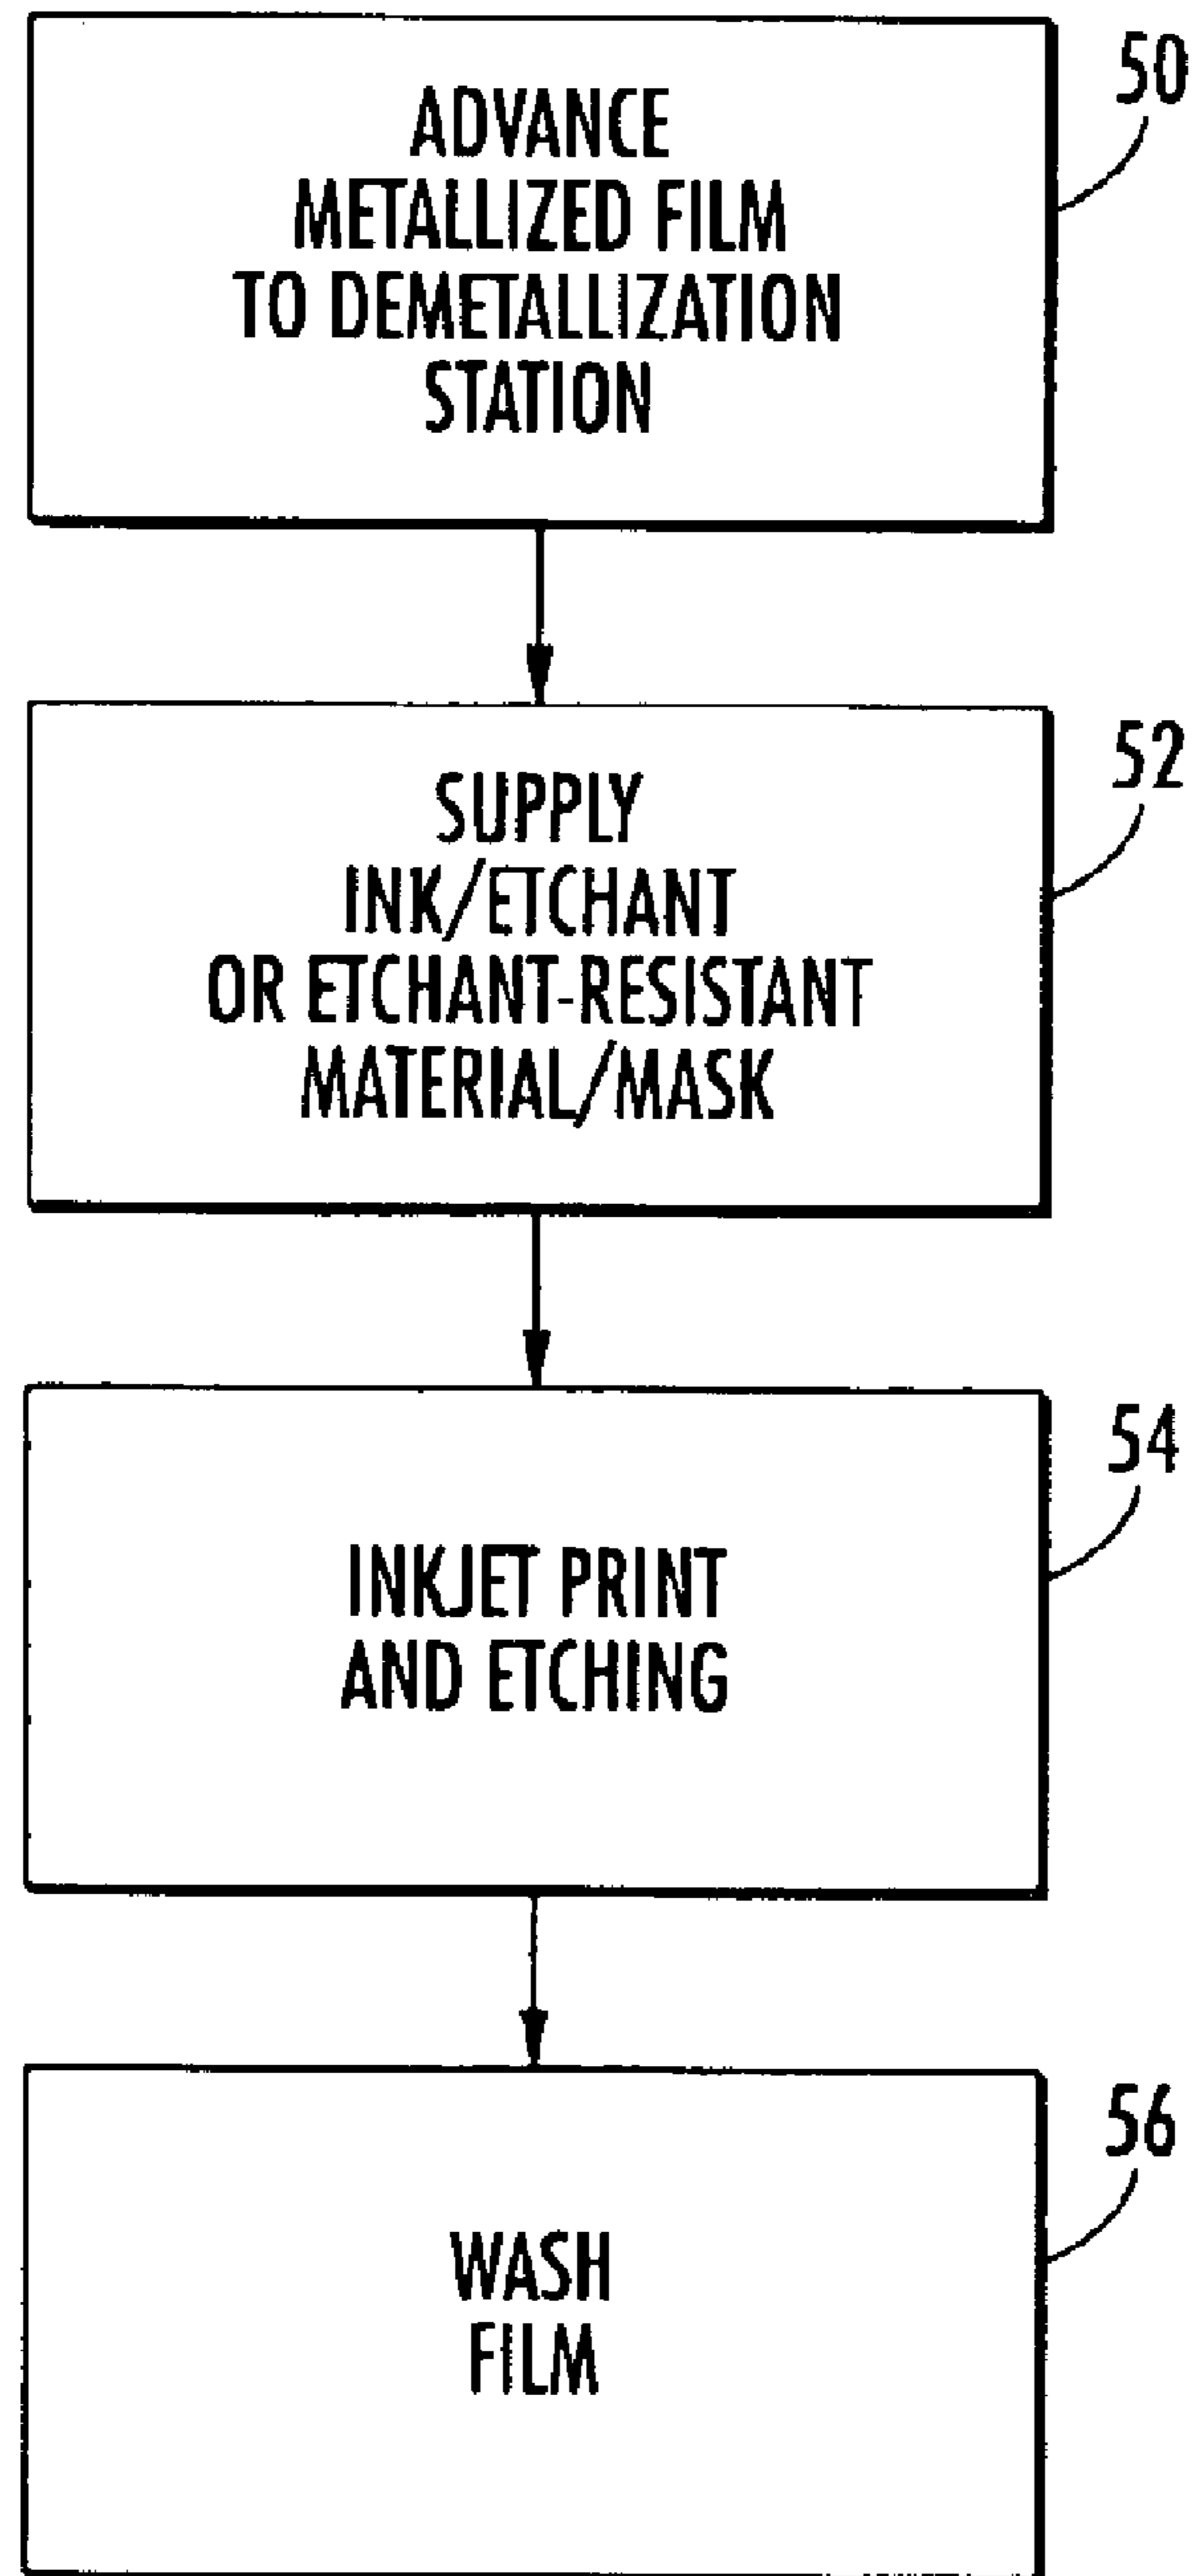 ADVANCE
METALLIZED FILM
TO DEMETALLIZATION
STATION
50
SUPPLY
INK/ETCHANT
OR ETCHANT-RESISTANT
MATERIAL/MASK
52
INKJET PRINT
AND ETCHING
54
WASH
FILM
56